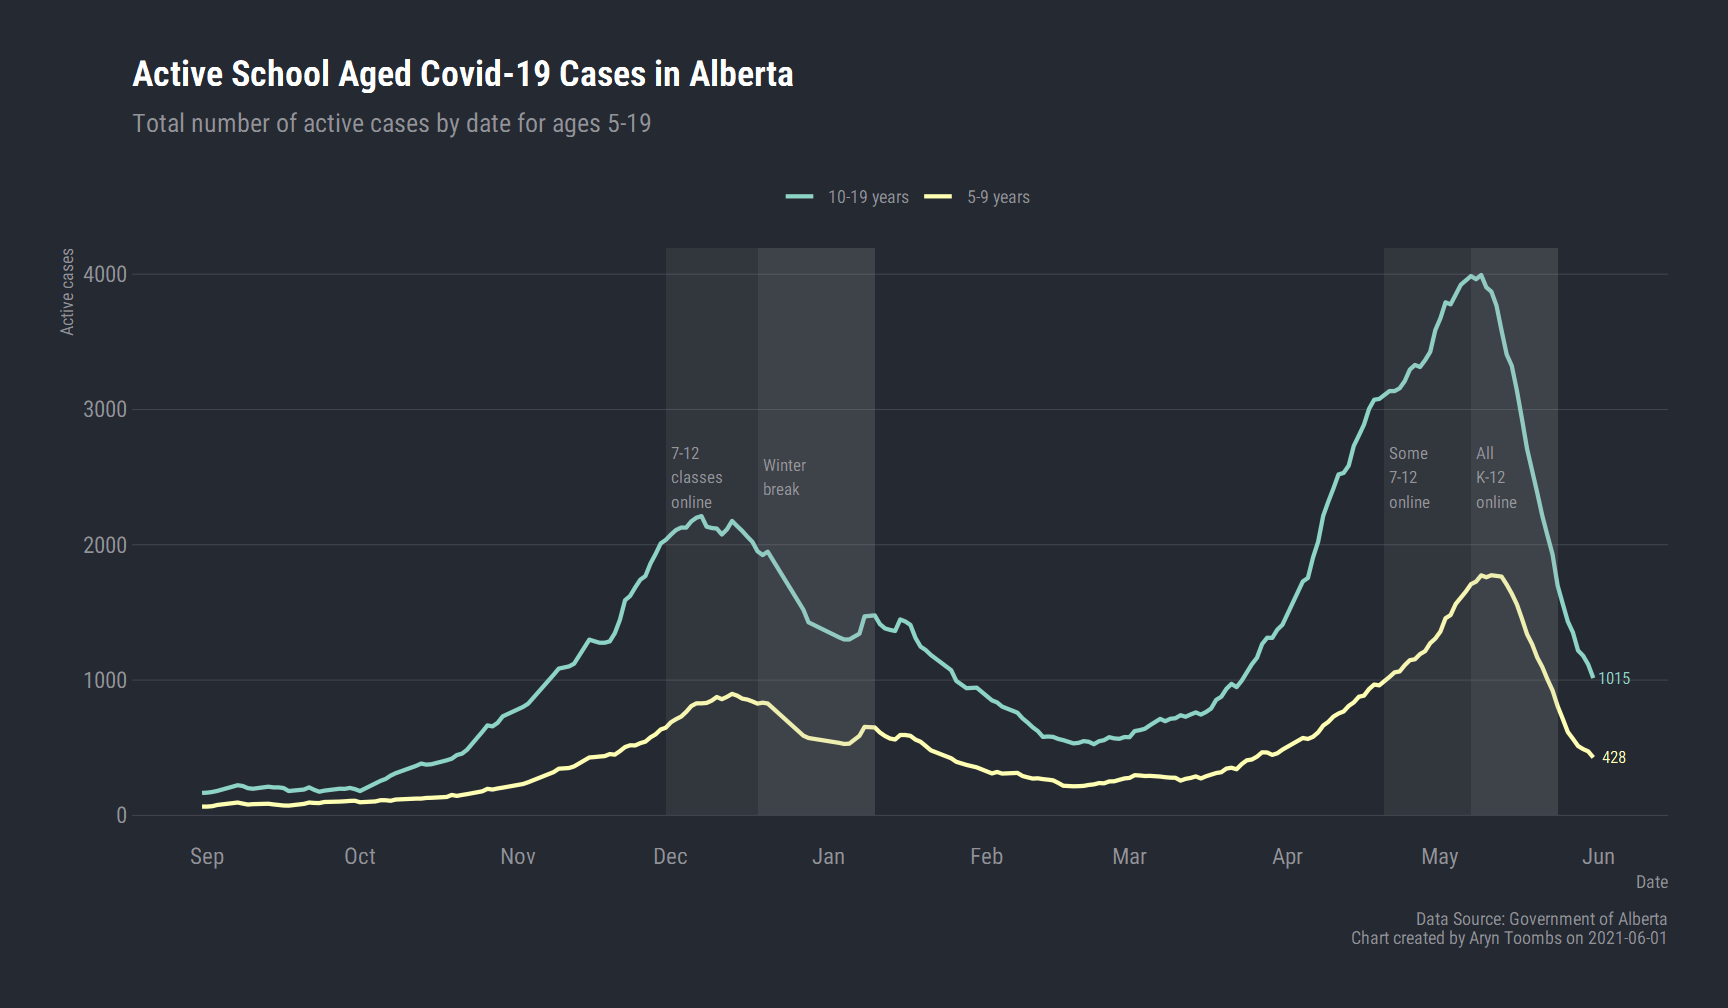 Active School Aged Covid-19 Cases in Alberta
Total number of active cases by date for ages 5-19
10-19 years
5-9 years
Active cases
4000
3000
2000
1000
0
7-12
classes
online
Winter
break
Some
7-12
online
All
K-12
online
1015
428
Sep
Oct
Nov
Dec
Jan
Feb
Mar
Apr
May
Jun
Date
Data Source: Government of Alberta
Chart created by Aryn Toombs on 2021-06-01